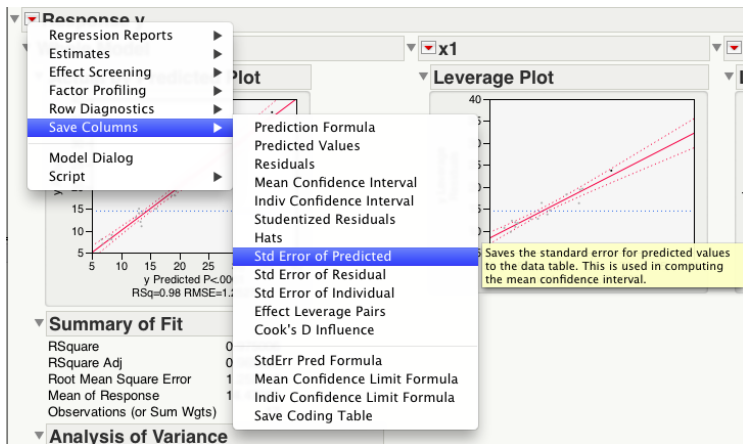 Response y
Regression Reports
Estimates
Effect Screening
Factor Profiling
Row Diagnostics
Save Columns
Model Dialog
Script
Plot
15
10
5
5 10 15 20
y Predicted P<.00
RSq=0.98 RMSE=1.2
Prediction Formula
Predicted Values
Residuals
Mean Confidence Interval
Indiv Confidence Interval
Studentized Residuals
Hats
Std Error of Predicted
Std Error of Residual
Std Error of Individual
Effect Leverage Pairs
Cook's D Influence
StdErr Pred Formula
Mean Confidence Limit Formula
Indiv Confidence Limit Formula
Save Coding Table
x1
Leverage Plot
40
Saves the standard error for predicted values
to the data table. This is used in computing
the mean confidence interval.
Summary of Fit
RSquare 0
RSquare Adj 0
Root Mean Square Error 1
Mean of Response
Observations (or Sum Wgts)
Analysis of Variance